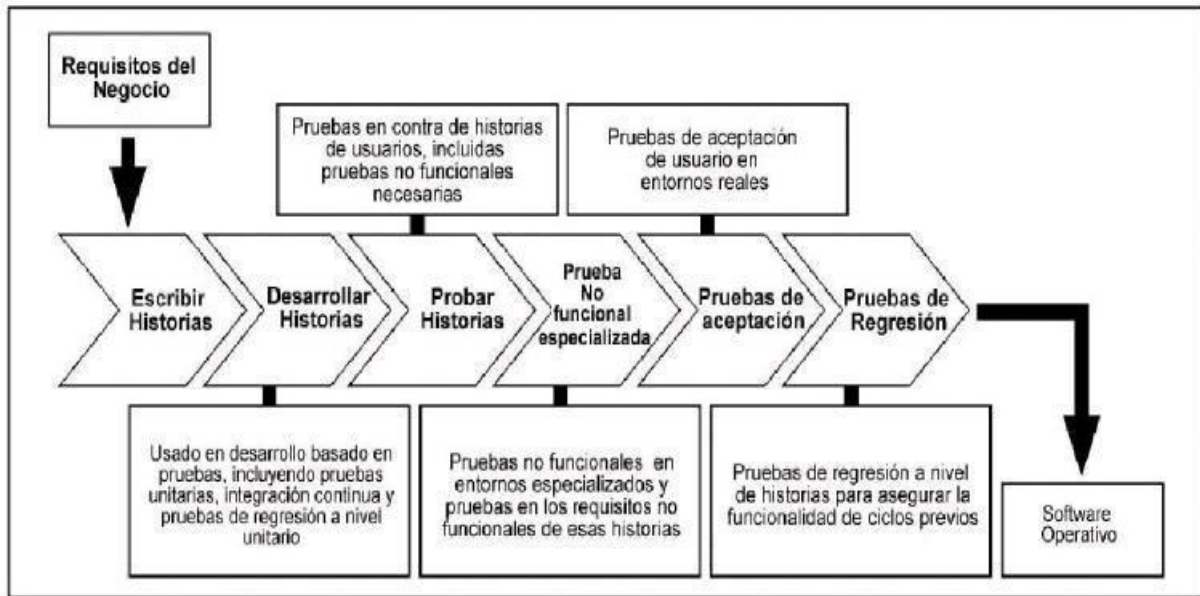 Requisitos del
Negocio
Pruebas en contra de historias
de usuarios, incluidas
pruebas no funcionales
necesarias
Pruebas de aceptación
de usuario en
entornos reales
Escribir
Historias
Desarrollar
Historias
Probar
Historias
Prueba
No
funcional
especializada
Pruebas de
aceptación
Pruebas de
Regresión
Usado en desarrollo basado en
pruebas, incluyendo pruebas
unitarias, integración continua y
pruebas de regresión a nivel
unitario
Pruebas no funcionales en
entornos especializados y
pruebas en los requisitos no
funcionales de esas historias
Pruebas de regresión a nivel
de historias para asegurar la
funcionalidad de ciclos previos
Software
Operativo